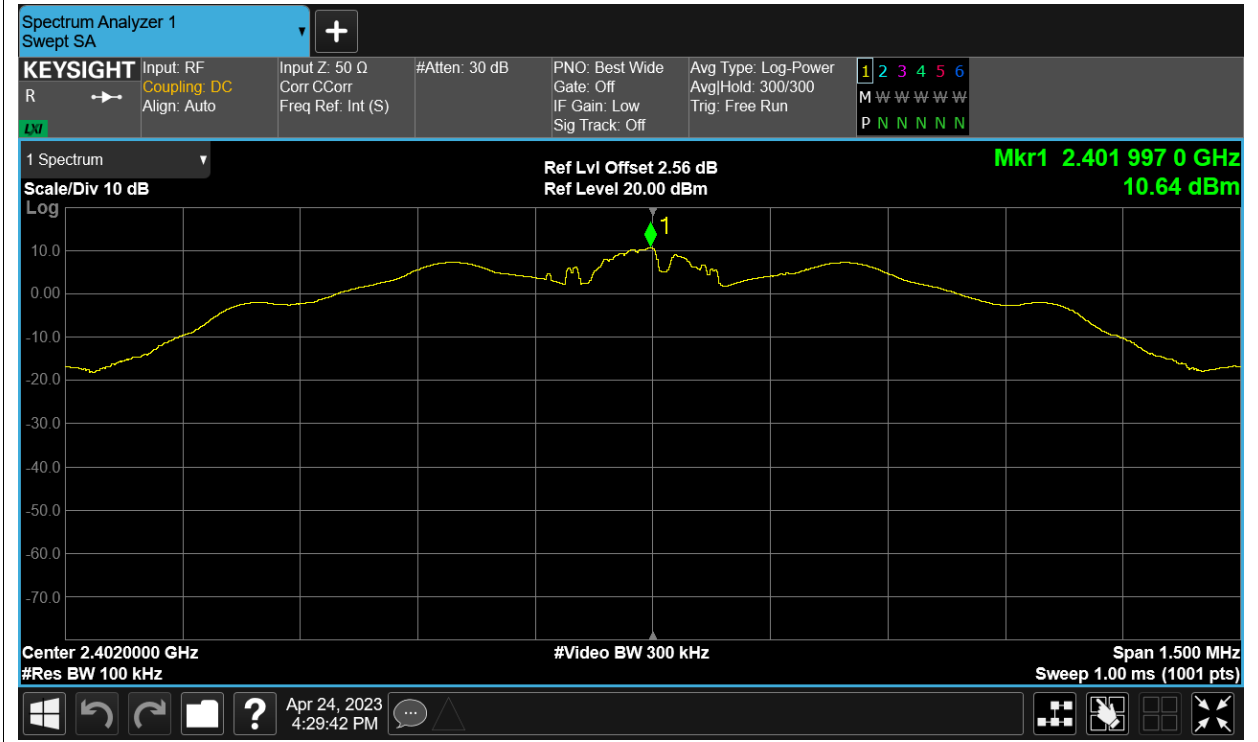 Spectrum Analyzer 1
Swept SA
KEYSIGHT
R
LXI
Input: RF
Coupling: DC
Align: Auto
Input Z: 50 Ω
Corr CCorr
Freq Ref: Int (S)
#Atten: 30 dB
PNO: Best Wide
Gate: Off
IF Gain: Low
Sig Track: Off
Avg Type: Log-Power
Avg|Hold: 300/300
Trig: Free Run
1 2 3 4 5 6
M W W W W W
P N N N N N
1 Spectrum
Scale/Div 10 dB
Log
Ref Lvl Offset 2.56 dB
Ref Level 20.00 dBm
Mkr1 2.401 997 0 GHz
10.64 dBm
1
10.0
0.00
-10.0
-20.0
-30.0
-40.0
-50.0
-60.0
-70.0
Center 2.4020000 GHz
#Video BW 300 kHz
Span 1.500 MHz
#Res BW 100 kHz
Sweep 1.00 ms (1001 pts)
?
Apr 24, 2023
4:29:42 PM